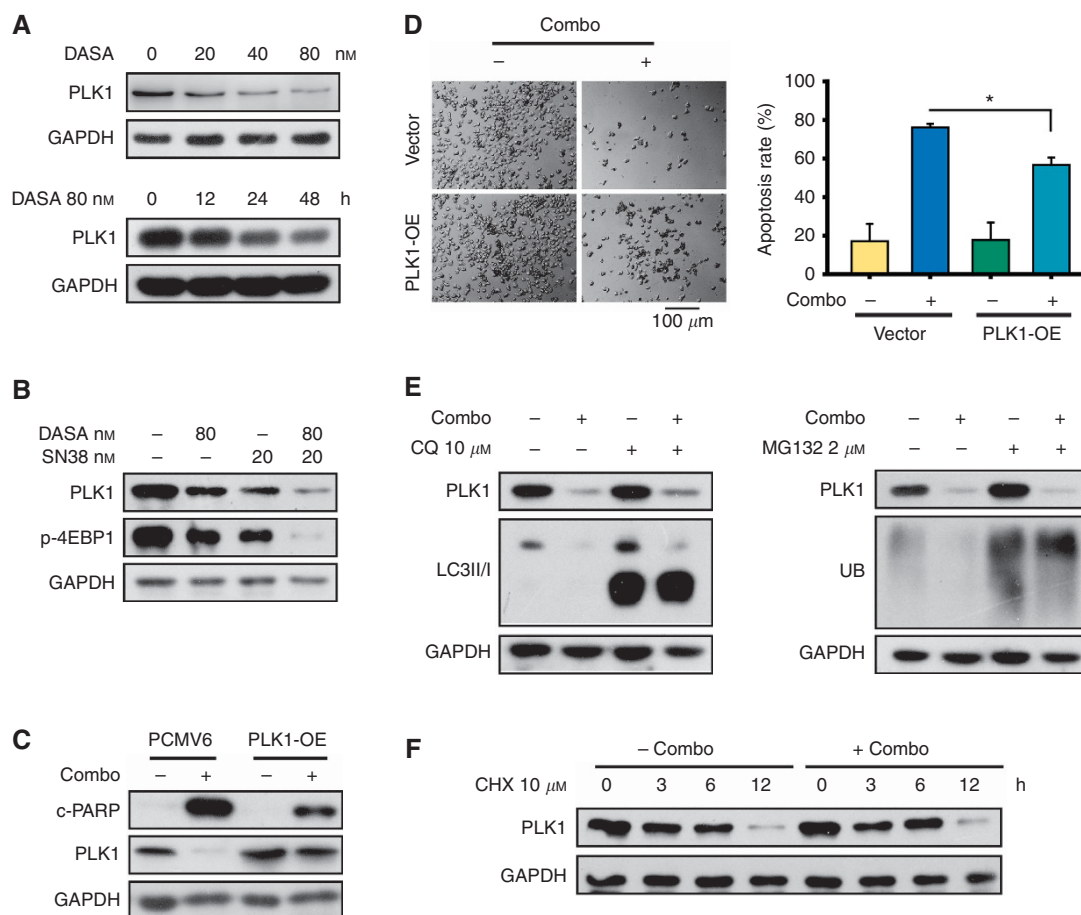 A
DASA 0 20 40 80 nM
PLK1
GAPDH
DASA 80 nM 0 12 24 48 h
PLK1
GAPDH
B
DASA nM – 80 – 80
SN38 nM – – 20 20
PLK1
p-4EBP1
GAPDH
C
PCMV6 PLK1-OE
Combo – + – +
c-PARP
PLK1
GAPDH
D
Combo
– +
Vector
PLK1-OE
100 μm
Apoptosis rate (%)
100
80
60
40
20
0
*
Combo – + – +
Vector PLK1-OE
E
Combo – + – +
CQ 10 μM – – + +
PLK1
LC3II/I
GAPDH
Combo – + – +
MG132 2 μM – – + +
PLK1
UB
GAPDH
F
– Combo + Combo
CHX 10 μM 0 3 6 12 0 3 6 12 h
PLK1
GAPDH